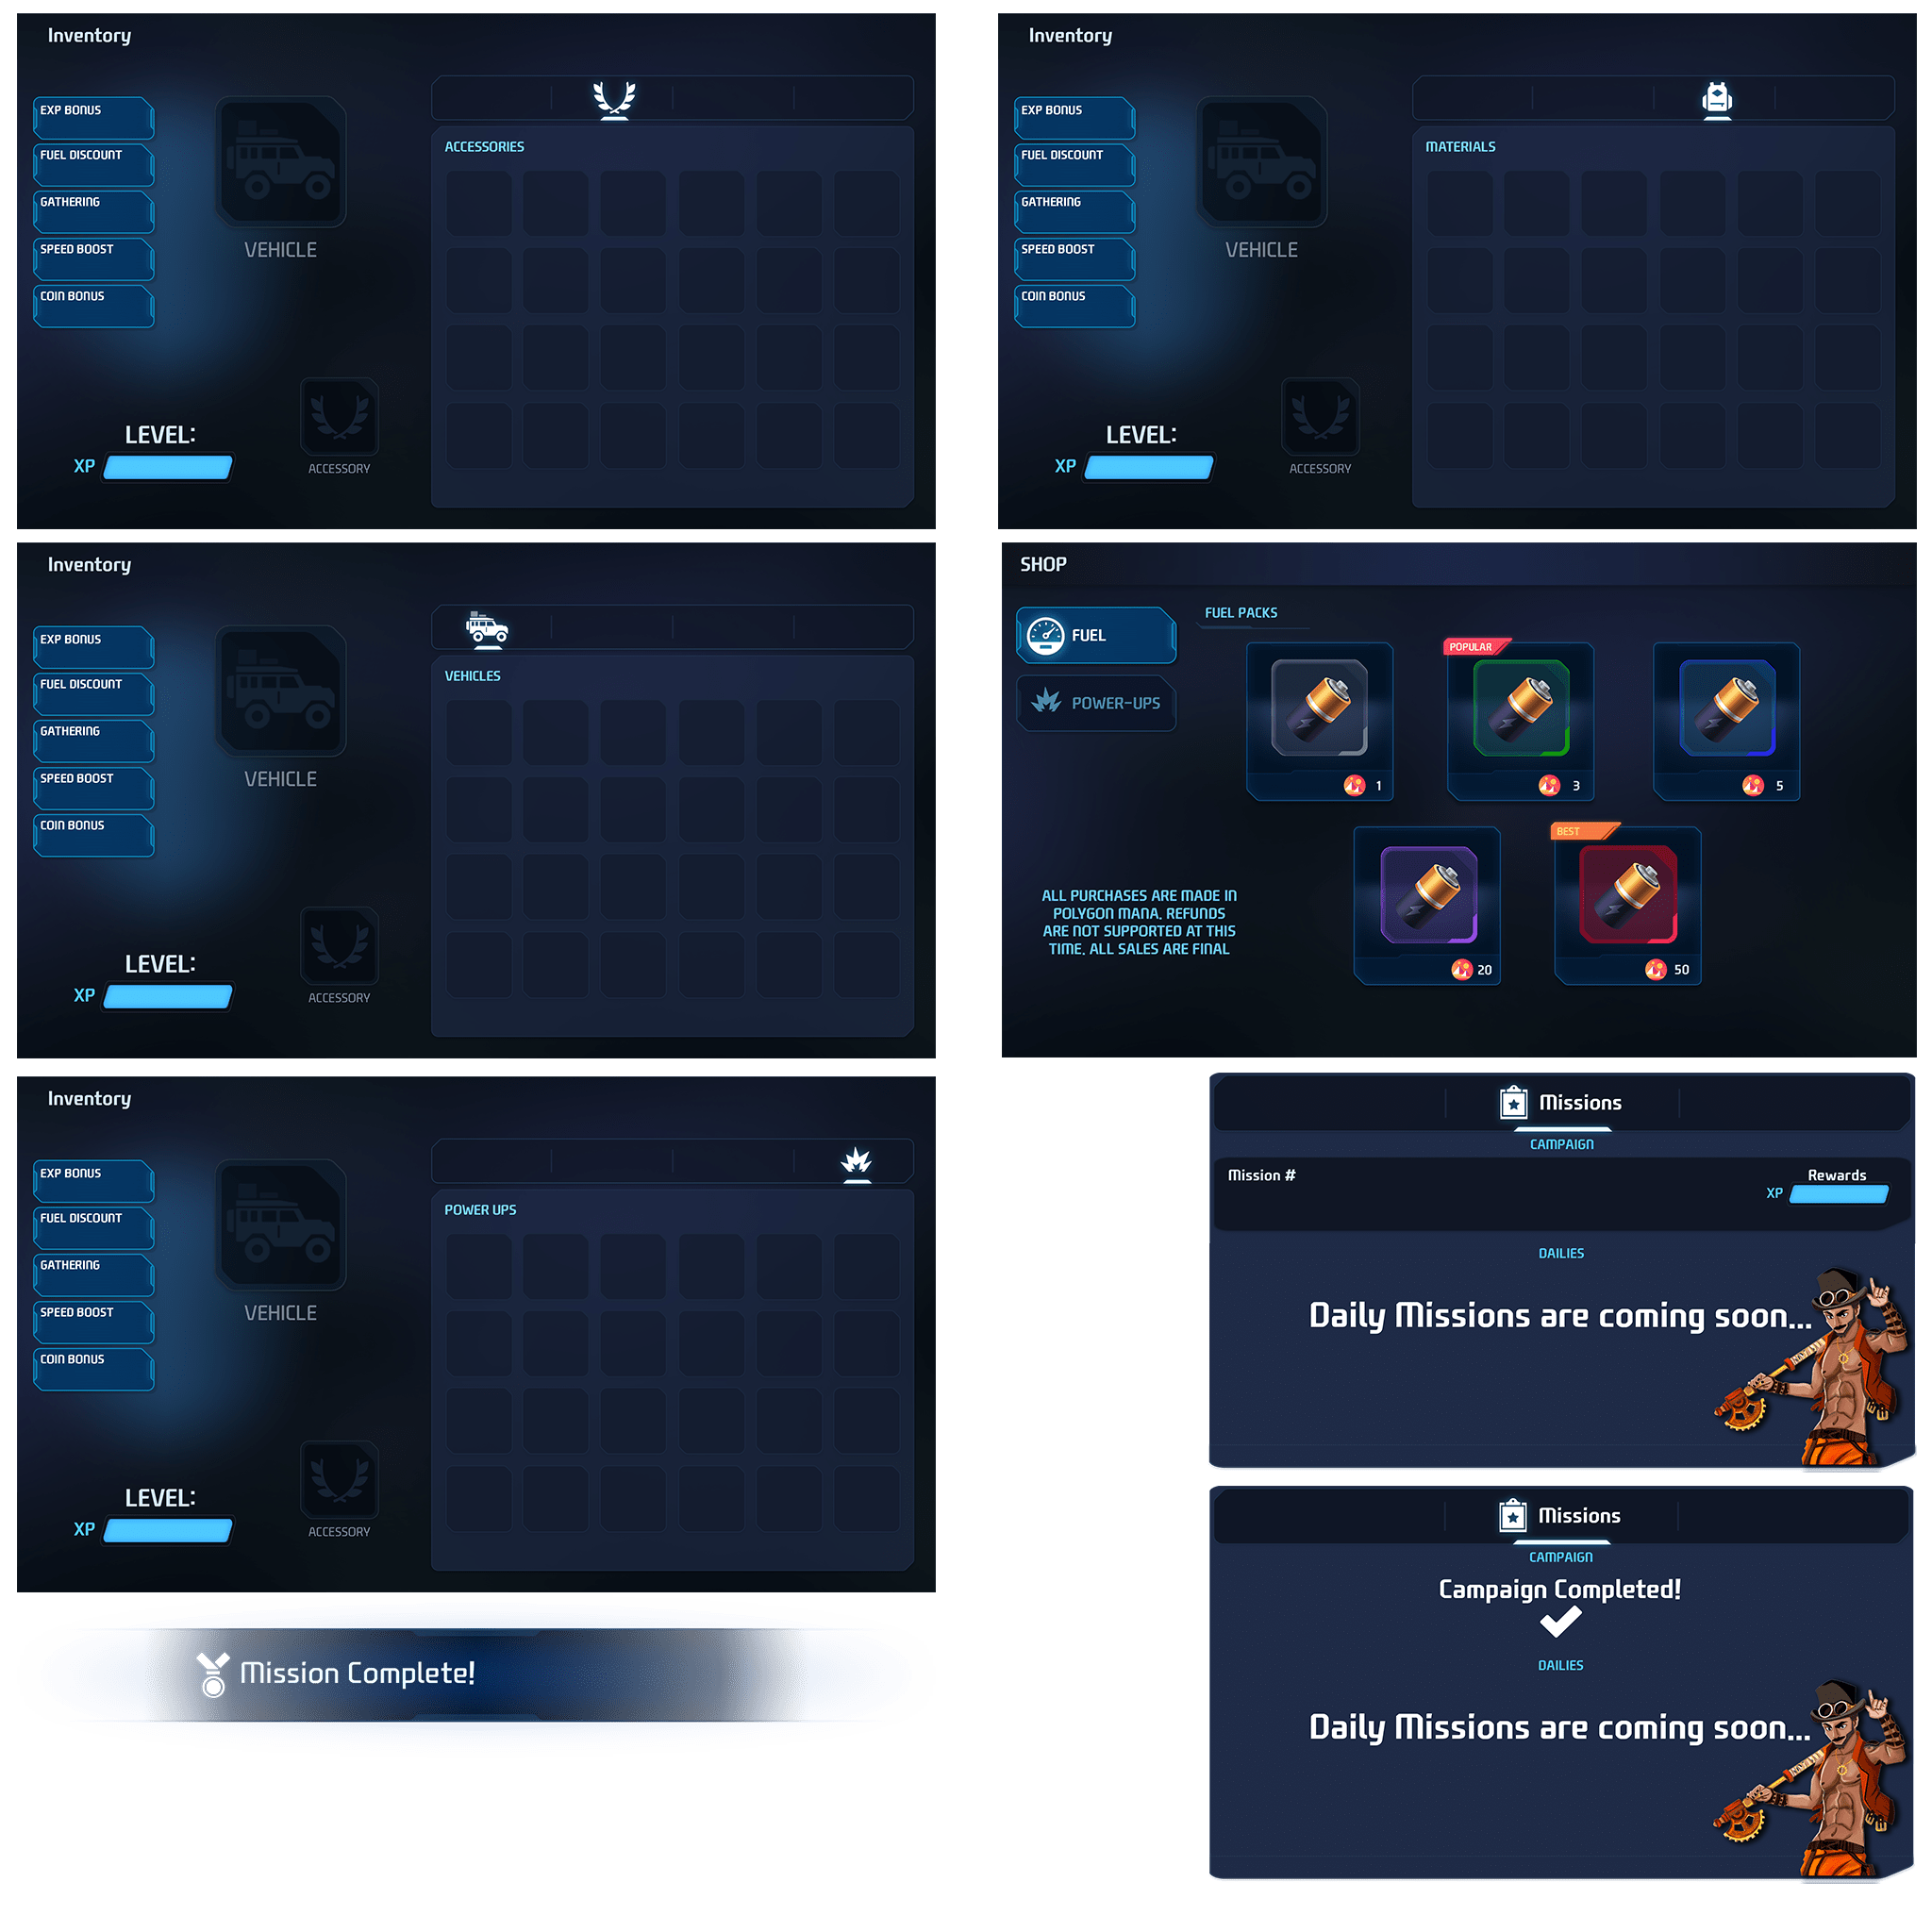 Inventory
EXP BONUS
FUEL DISCOUNT
GATHERING
SPEED BOOST
COIN BONUS
VEHICLE
LEVEL:
XP
ACCESSORY
ACCESSORIES
Inventory
EXP BONUS
FUEL DISCOUNT
GATHERING
SPEED BOOST
COIN BONUS
VEHICLE
LEVEL:
XP
ACCESSORY
MATERIALS
Inventory
EXP BONUS
FUEL DISCOUNT
GATHERING
SPEED BOOST
COIN BONUS
VEHICLE
LEVEL:
XP
ACCESSORY
VEHICLES
SHOP
FUEL
POWER-UPS
FUEL PACKS
POPULAR
1
3
5
BEST
20
50
ALL PURCHASES ARE MADE IN
POLYGON MANA. REFUNDS
ARE NOT SUPPORTED AT THIS
TIME. ALL SALES ARE FINAL
Inventory
EXP BONUS
FUEL DISCOUNT
GATHERING
SPEED BOOST
COIN BONUS
VEHICLE
LEVEL:
XP
ACCESSORY
POWER UPS
Missions
CAMPAIGN
Mission #
Rewards
XP
DAILIES
Daily Missions are coming soon...
Mission Complete!
Missions
CAMPAIGN
Campaign Completed!
DAILIES
Daily Missions are coming soon...